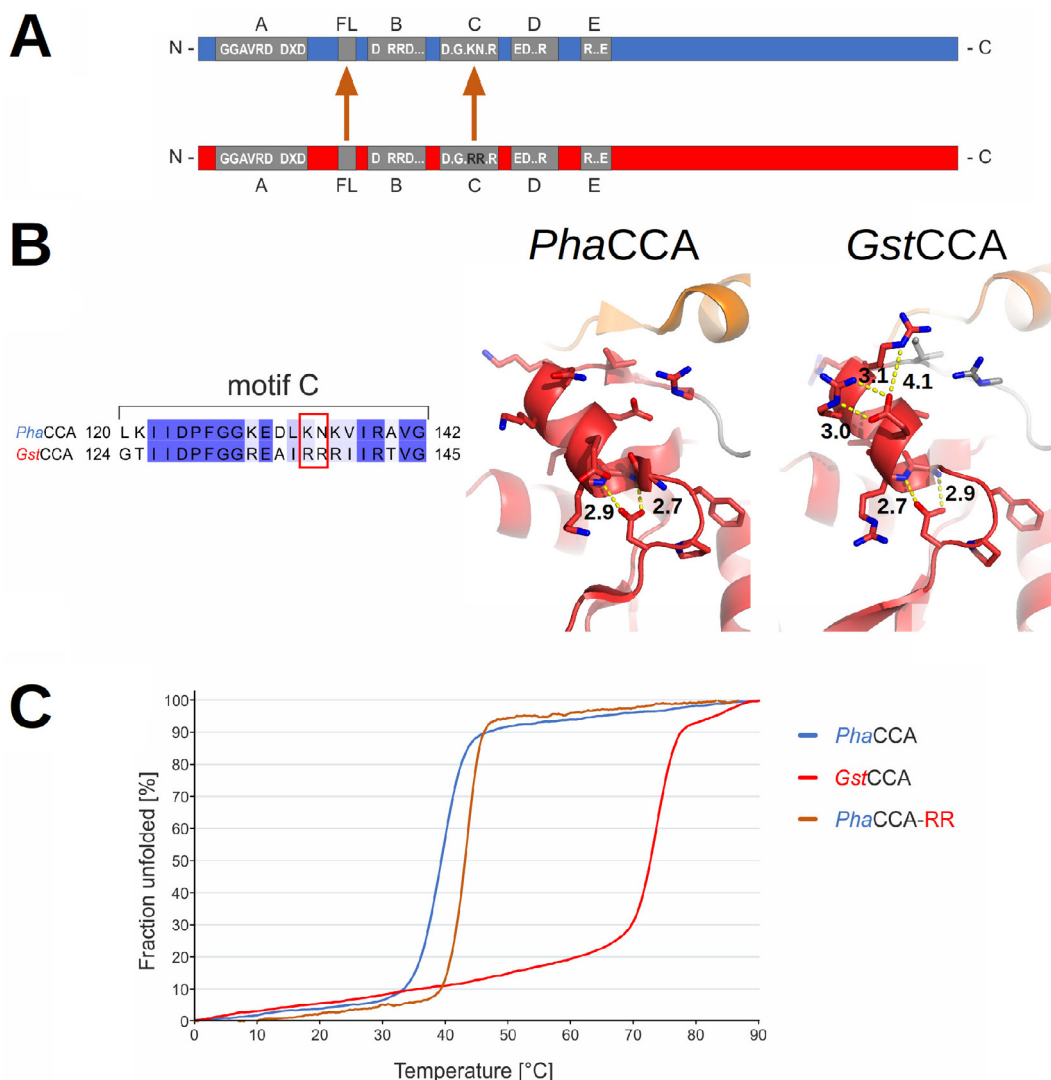 A
A FL B C D E
N - GGAVRD DXD D RRD... D.G.KN.R ED..R R..E - C
N - GGAVRD DXD D RRD... D.G.RR.R ED..R R..E - C
A FL B C D E
B
PhaCCA GstCCA
motif C
PhaCCA 120 LKIIDPFGGKEDLKNKVIRAVG 142
GstCCA 124 GTIIDPFGGREAIRRRIIRTVG 145
2.9 2.7
3.1 4.1
3.0
2.7 2.9
C
Fraction unfolded [%]
100
90
80
70
60
50
40
30
20
10
0
0 10 20 30 40 50 60 70 80 90
Temperature [°C]
PhaCCA
GstCCA
PhaCCA-RR